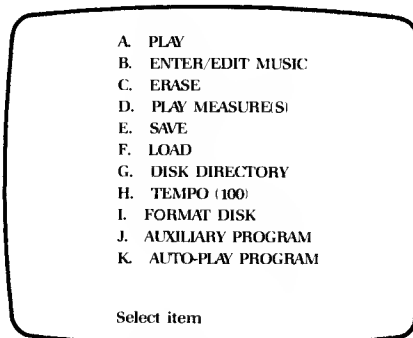 A. PLAY
B. ENTER/EDIT MUSIC
C. ERASE
D. PLAY MEASURE(S)
E. SAVE
F. LOAD
G. DISK DIRECTORY
H. TEMPO (100)
I. FORMAT DISK
J. AUXILIARY PROGRAM
K. AUTO-PLAY PROGRAM
Select item